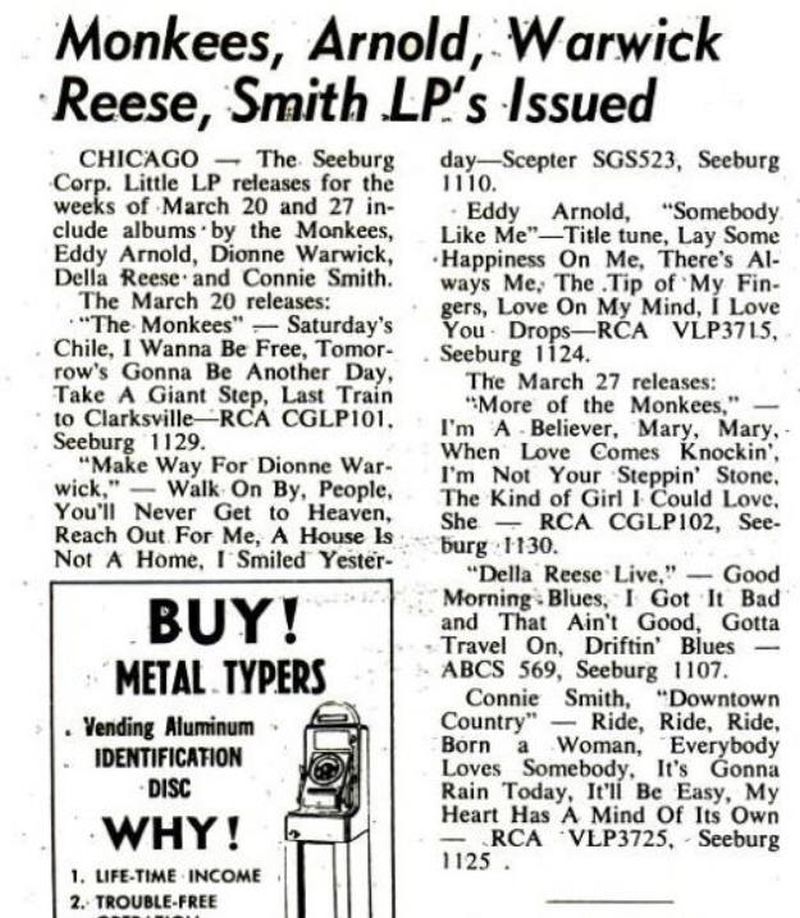 Monkees, Arnold, Warwick
Reese, Smith LP's Issued
CHICAGO — The Seeburg
Corp. Little LP releases for the
weeks of March 20 and 27 in-
clude albums by the Monkees,
Eddy Arnold, Dionne Warwick,
Della Reese and Connie Smith.
The March 20 releases:
"The Monkees" — Saturday's
Chile, I Wanna Be Free, Tomor-
row's Gonna Be Another Day,
Take A Giant Step, Last Train
to Clarksville—RCA CGLP101,
Seeburg 1129.
"Make Way For Dionne War-
wick," — Walk On By, People,
You'll Never Get to Heaven,
Reach Out For Me, A House Is
Not A Home, I Smiled Yester-
day—Scepter SGS523, Seeburg
1110.
Eddy Arnold, "Somebody
Like Me"—Title tune, Lay Some
Happiness On Me, There's Al-
ways Me, The Tip of My Fin-
gers, Love On My Mind, I Love
You Drops—RCA VLP3715,
Seeburg 1124.
The March 27 releases:
"More of the Monkees," —
I'm A Believer, Mary, Mary,
When Love Comes Knockin',
I'm Not Your Steppin' Stone,
The Kind of Girl I Could Love,
She — RCA CGLP102, See-
burg 1130.
"Della Reese Live," — Good
Morning Blues, I Got It Bad
and That Ain't Good, Gotta
Travel On, Driftin' Blues —
ABCS 569, Seeburg 1107.
Connie Smith, "Downtown
Country" — Ride, Ride, Ride,
Born a Woman, Everybody
Loves Somebody, It's Gonna
Rain Today, It'll Be Easy, My
Heart Has A Mind Of Its Own
— RCA VLP3725, Seeburg
1125 .
BUY!
METAL TYPERS
Vending Aluminum
IDENTIFICATION
DISC
WHY!
1. LIFE-TIME INCOME
2. TROUBLE-FREE